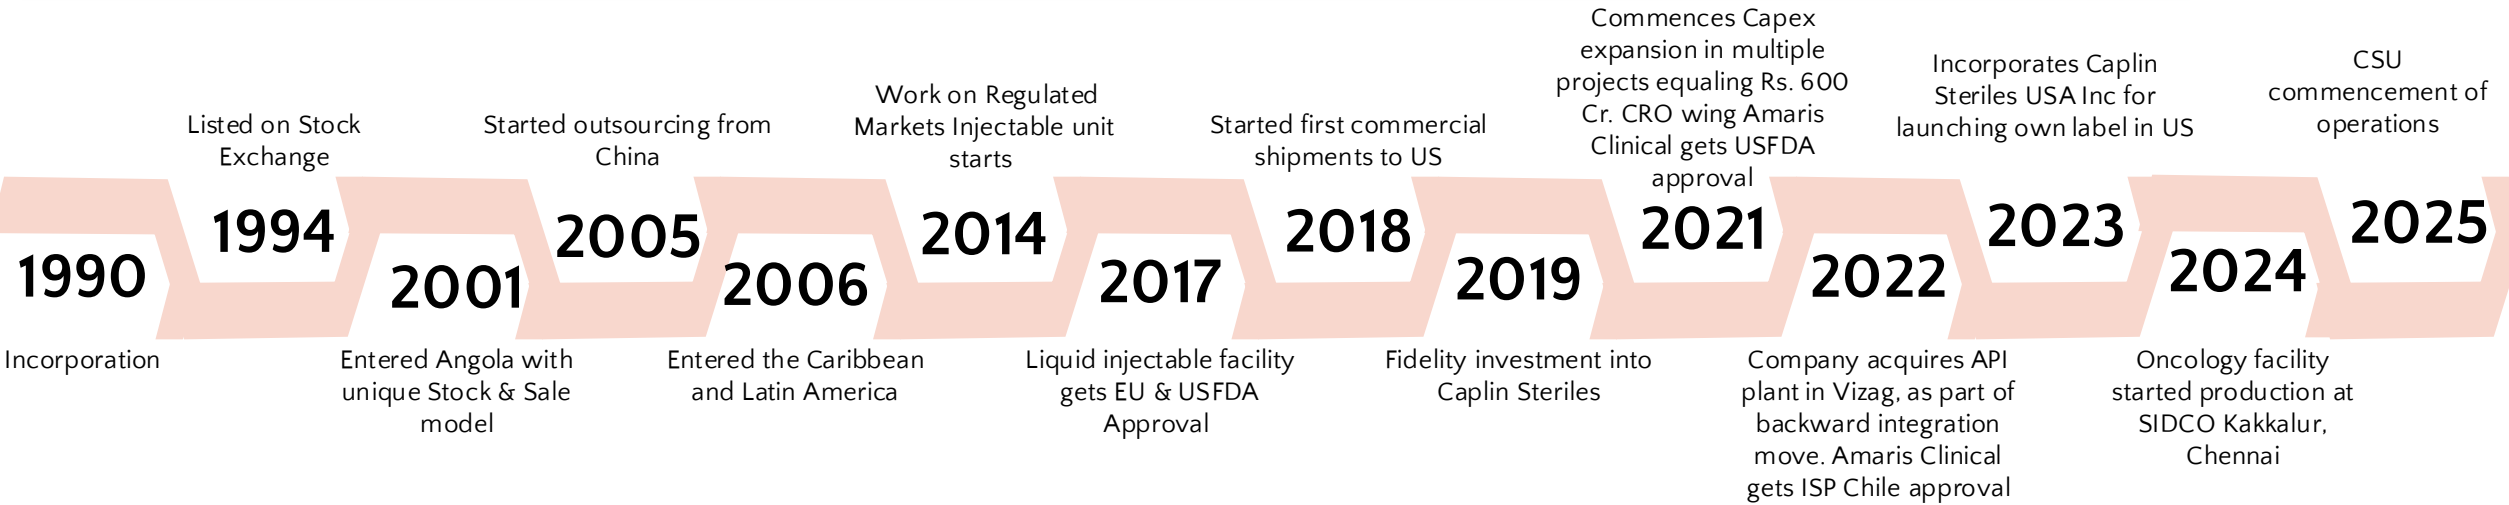 1990
Incorporation
Listed on Stock
Exchange
1994
2001
Entered Angola with
unique Stock & Sale
model
Started outsourcing from
China
2005
2006
Entered the Caribbean
and Latin America
Work on Regulated
Markets Injectable unit
starts
2014
2017
Liquid injectable facility
gets EU & USFDA
Approval
Started first commercial
shipments to US
2018
2019
Fidelity investment into
Caplin Steriles
Commences Capex
expansion in multiple
projects equaling Rs. 600
Cr. CRO wing Amaris
Clinical gets USFDA
approval
2021
2022
Company acquires API
plant in Vizag, as part of
backward integration
move. Amaris Clinical
gets ISP Chile approval
Incorporates Caplin
Steriles USA Inc for
launching own label in US
2023
2024
Oncology facility
started production at
SIDCO Kakkalur,
Chennai
CSU
commencement of
operations
2025